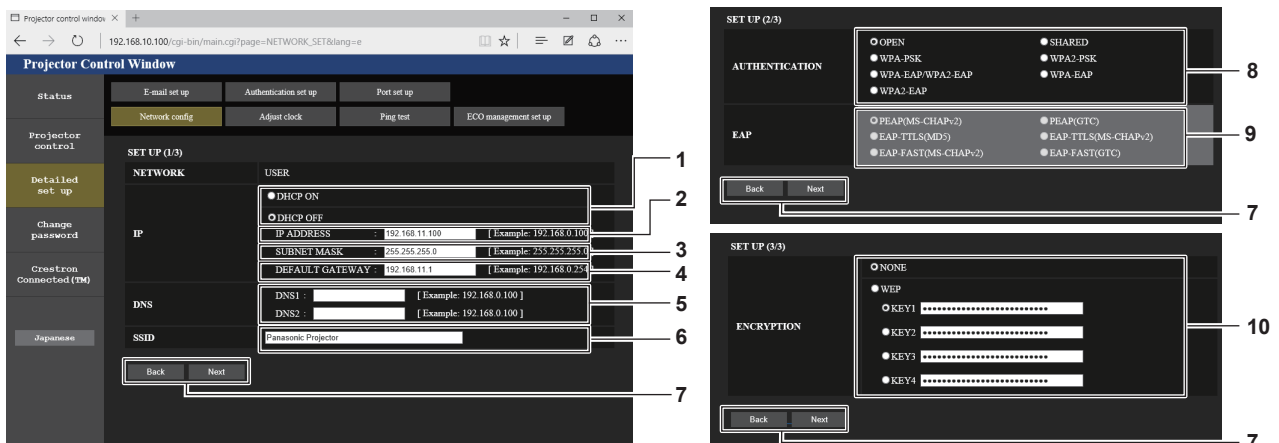 Projector control window
192.168.10.100/cgi-bin/main.cgi?page=NETWORK_SET&lang=e
Projector Control Window
Status
Projector control
Detailed set up
Change password
Crestron Connected(TM)
Japanese
E-mail set up Authentication set up Port set up
Network config Adjust clock Ping test ECO management set up
SET UP (1/3)
NETWORK USER
IP
DHCP ON
DHCP OFF
IP ADDRESS : 192.168.11.100 [ Example: 192.168.0.100 ]
SUBNET MASK : 255.255.255.0 [ Example: 255.255.255.0 ]
DEFAULT GATEWAY : 192.168.11.1 [ Example: 192.168.0.254 ]
DNS
DNS1 : [ Example: 192.168.0.100 ]
DNS2 : [ Example: 192.168.0.100 ]
SSID Panasonic Projector
Back Next
1
2
3
4
5
6
7
SET UP (2/3)
AUTHENTICATION
OPEN SHARED
WPA-PSK WPA2-PSK
WPA-EAP/WPA2-EAP WPA-EAP
WPA2-EAP
8
EAP
PEAP(MS-CHAPv2) PEAP(GTC)
EAP-TTLS(MD5) EAP-TTLS(MS-CHAPv2)
EAP-FAST(MS-CHAPv2) EAP-FAST(GTC)
9
Back Next
7
SET UP (3/3)
ENCRYPTION
NONE
WEP
KEY1
KEY2
KEY3
KEY4
10
Back Next
7